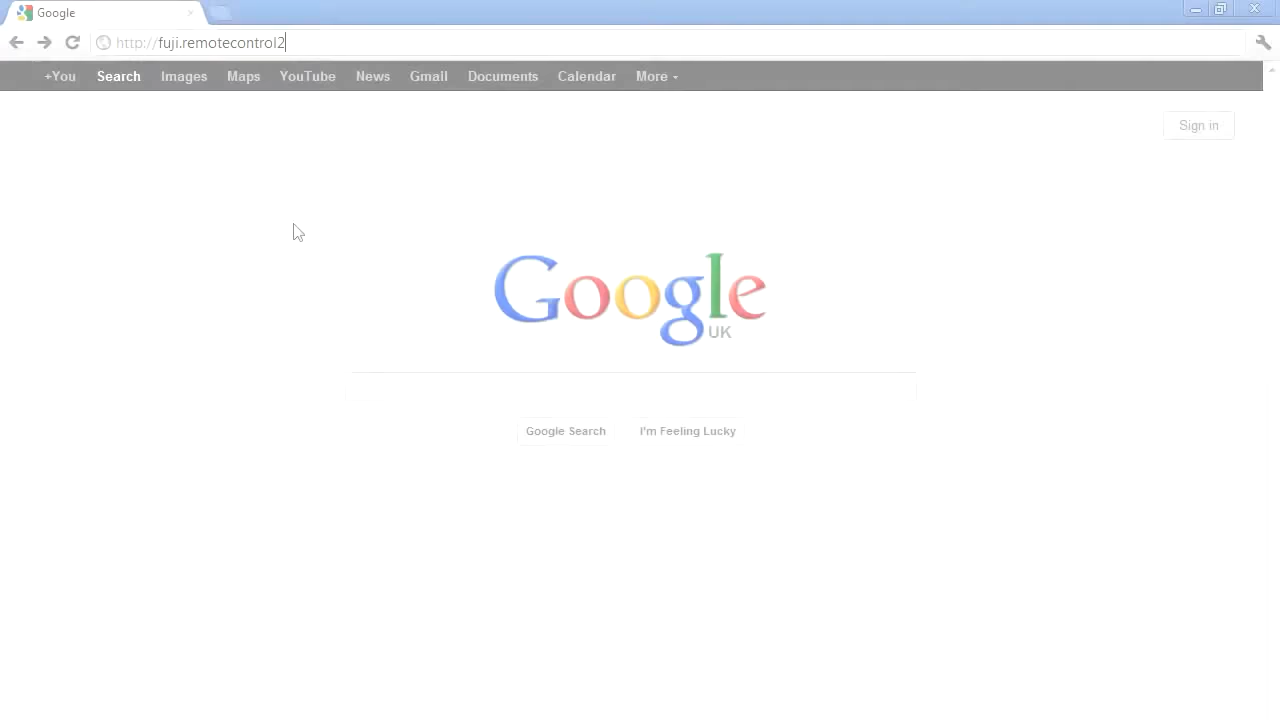 Google
http://fuji.remotecontrol2
+You Search Images Maps YouTube News Gmail Documents Calendar More
Sign in
Google
UK
Google Search I'm Feeling Lucky